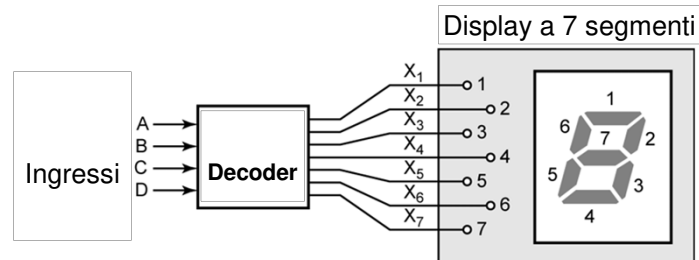 Display a 7 segmenti
Ingressi
A
B
C
D
Decoder
X1
X2
X3
X4
X5
X6
X7
1
2
3
4
5
6
7
1
6
7
2
5
3
4